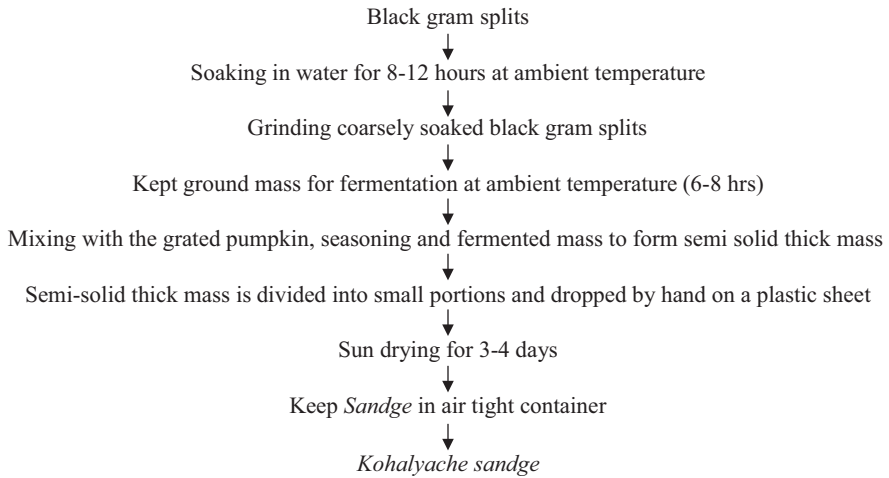 Black gram splits
Soaking in water for 8-12 hours at ambient temperature
Grinding coarsely soaked black gram splits
Kept ground mass for fermentation at ambient temperature (6-8 hrs)
Mixing with the grated pumpkin, seasoning and fermented mass to form semi solid thick mass
Semi-solid thick mass is divided into small portions and dropped by hand on a plastic sheet
Sun drying for 3-4 days
Keep Sandge in air tight container
Kohalyache sandge